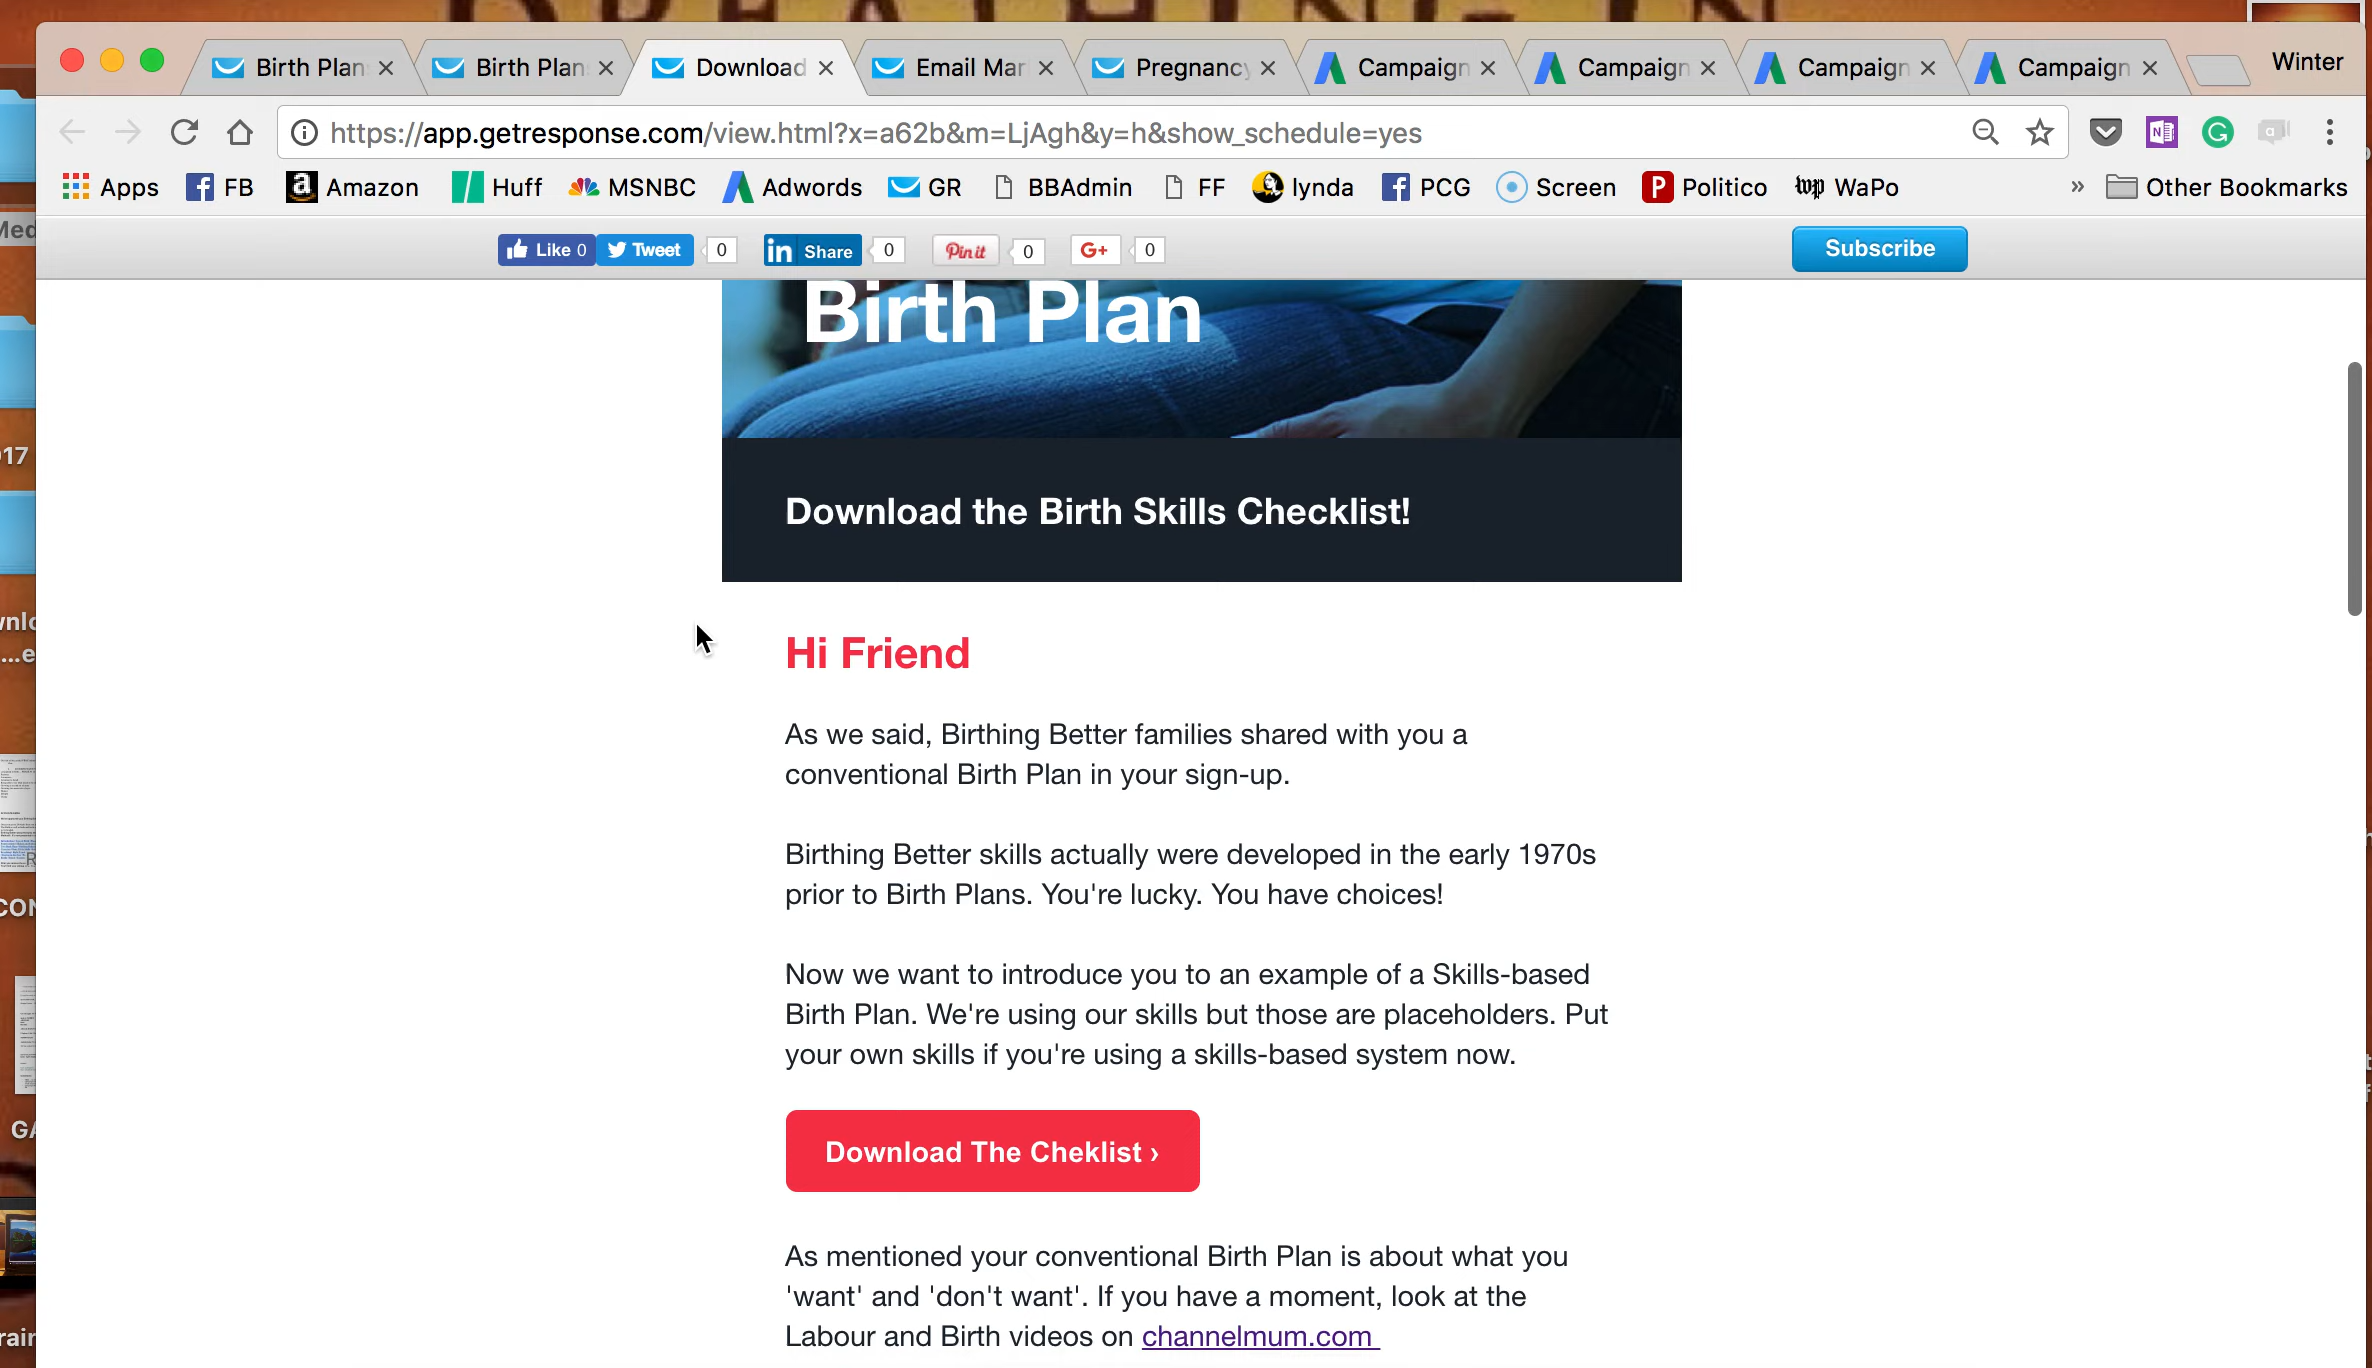 Birth Plan
Birth Plan
Download
Email Mar
Pregnancy
Campaign
Campaign
Campaign
Campaign
Winter
https://app.getresponse.com/view.html?x=a62b&m=LjAgh&y=h&show_schedule=yes
Apps FB Amazon Huff MSNBC Adwords GR BBAdmin FF lynda PCG Screen Politico WaPo » Other Bookmarks
Like 0 Tweet 0 in Share 0 Pin it 0 G+ 0 Subscribe
Birth Plan
Download the Birth Skills Checklist!
Hi Friend
As we said, Birthing Better families shared with you a
conventional Birth Plan in your sign-up.
Birthing Better skills actually were developed in the early 1970s
prior to Birth Plans. You're lucky. You have choices!
Now we want to introduce you to an example of a Skills-based
Birth Plan. We're using our skills but those are placeholders. Put
your own skills if you're using a skills-based system now.
Download The Cheklist ›
As mentioned your conventional Birth Plan is about what you
'want' and 'don't want'. If you have a moment, look at the
Labour and Birth videos on channelmum.com